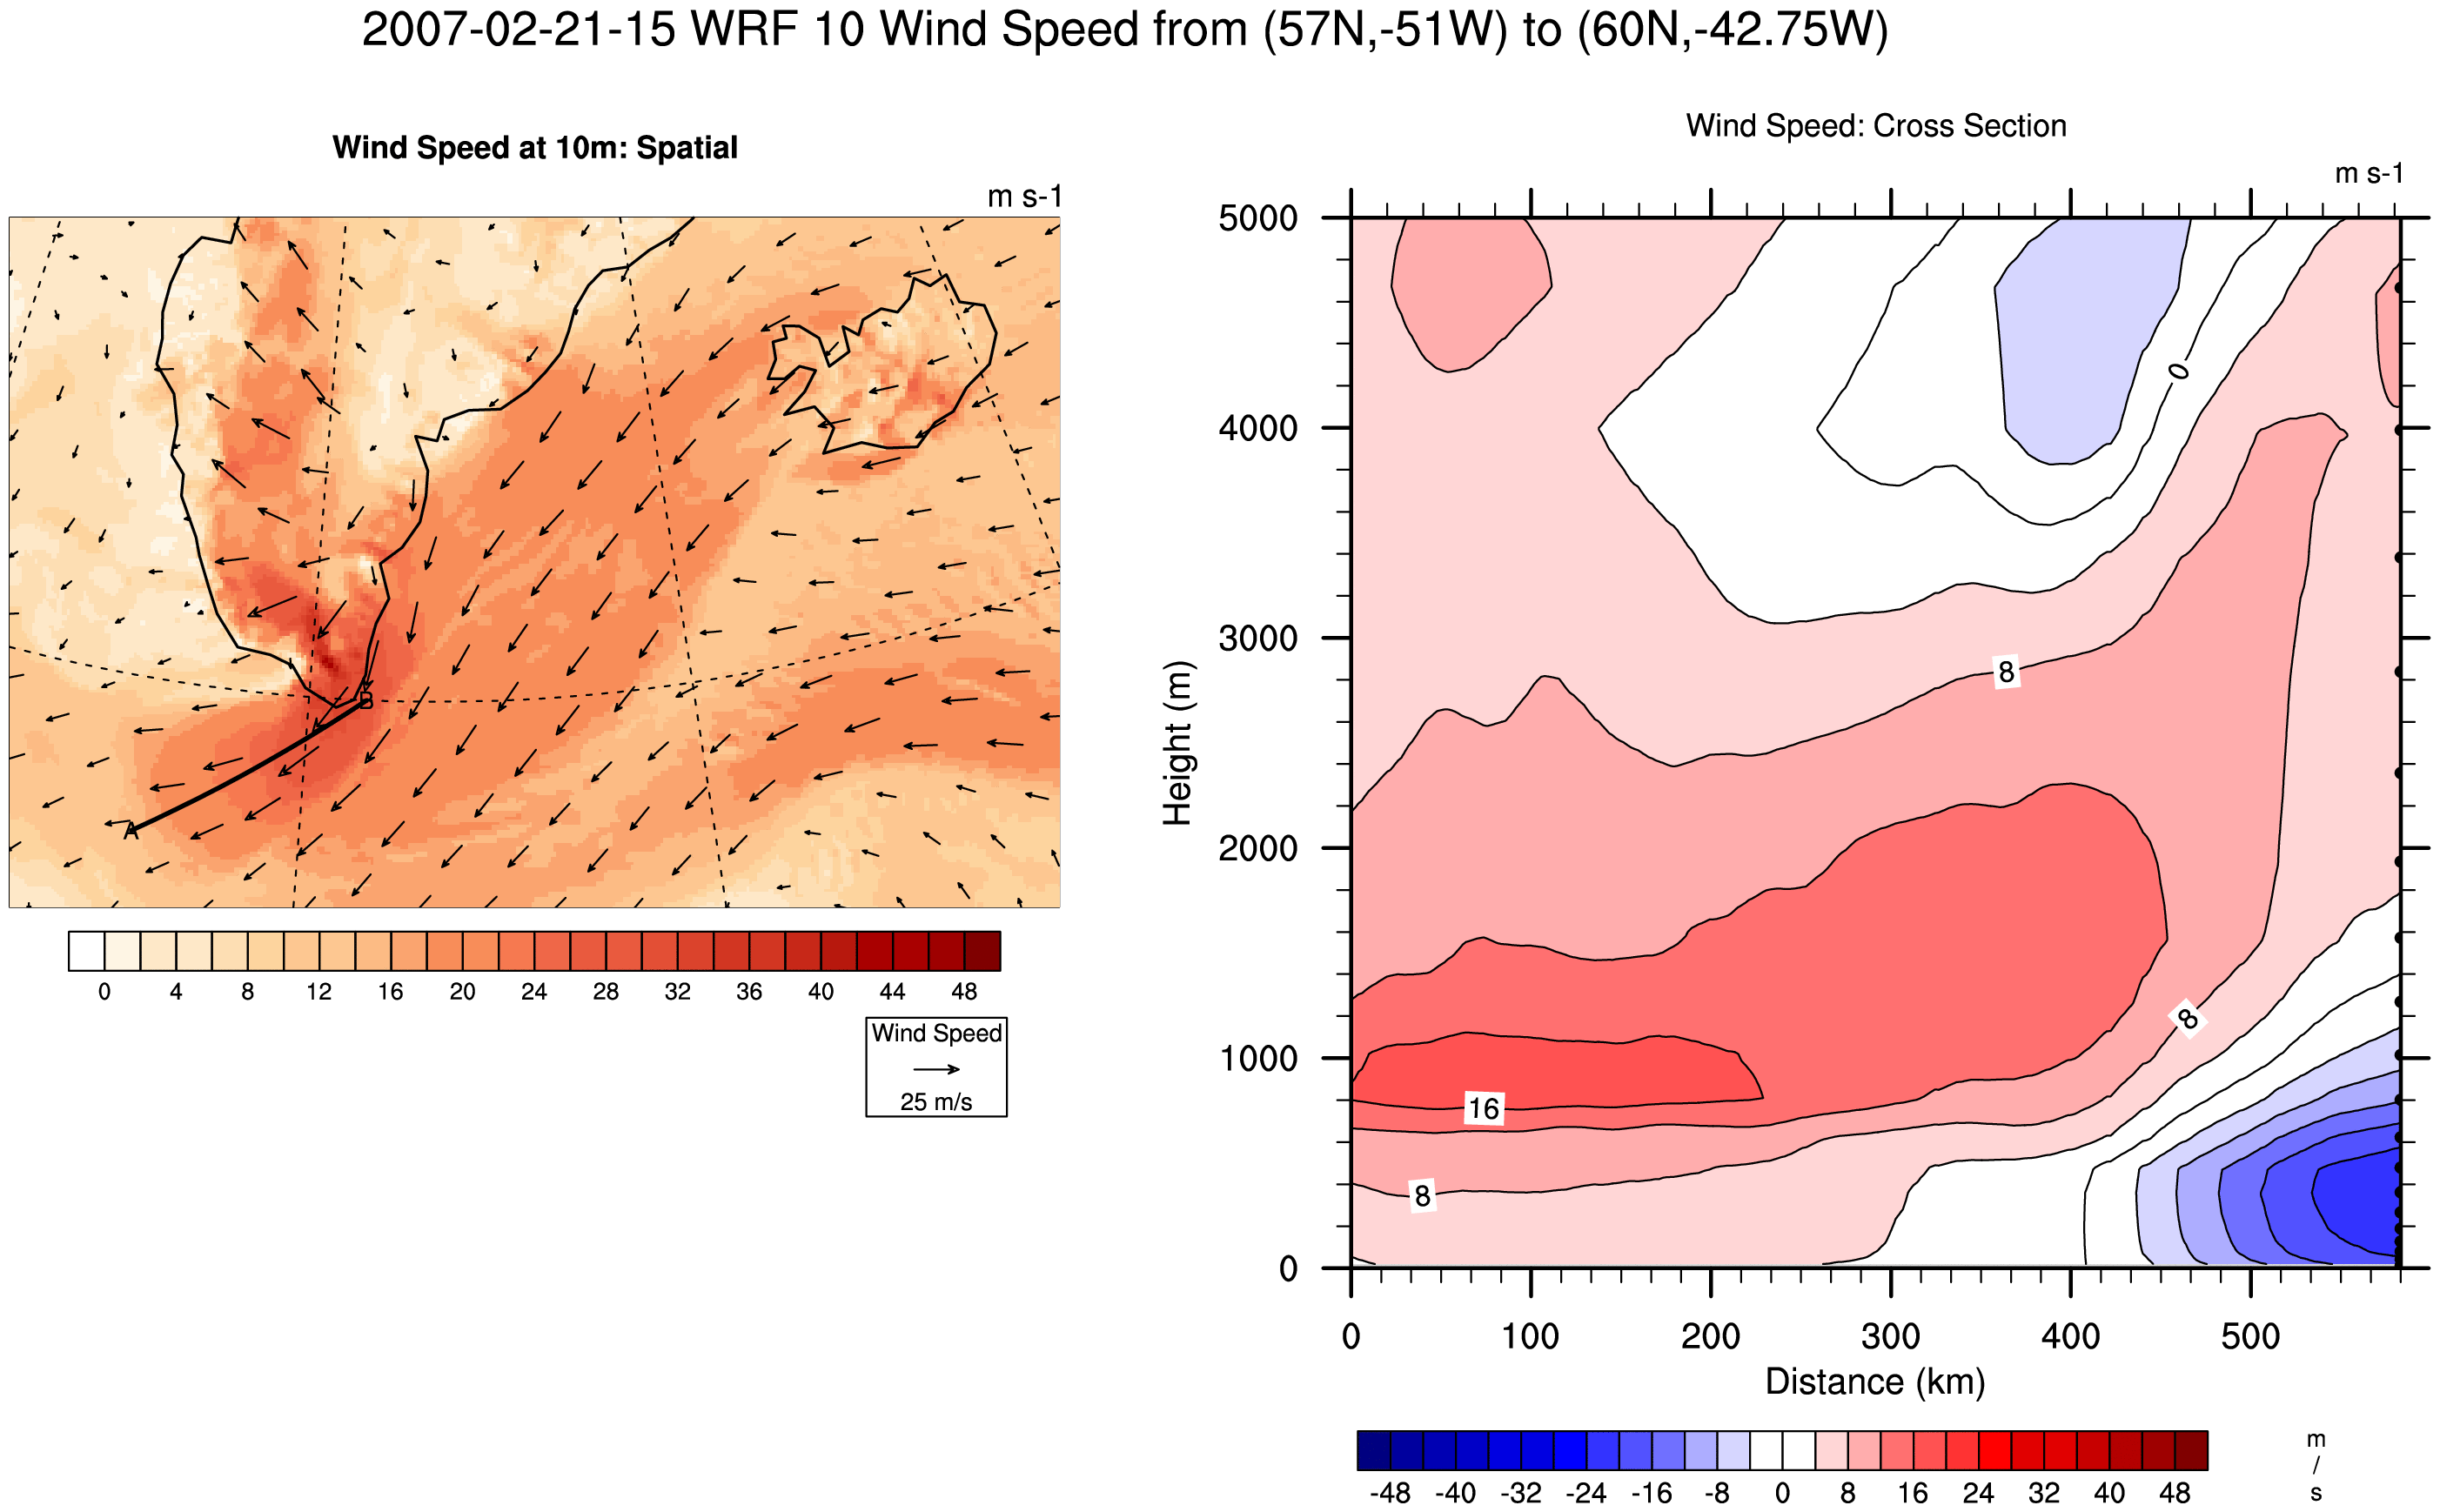 2007-02-21-15 WRF 10 Wind Speed from (57N,-51W) to (60N,-42.75W)
Wind Speed at 10m: Spatial
m s-1
B
A
0 4 8 12 16 20 24 28 32 36 40 44 48
Wind Speed
25 m/s
Wind Speed: Cross Section
m s-1
5000
4000
3000
2000
1000
0
Height (m)
0
8
8
16
8
0 100 200 300 400 500
Distance (km)
-48 -40 -32 -24 -16 -8 0 8 16 24 32 40 48
m
/
s